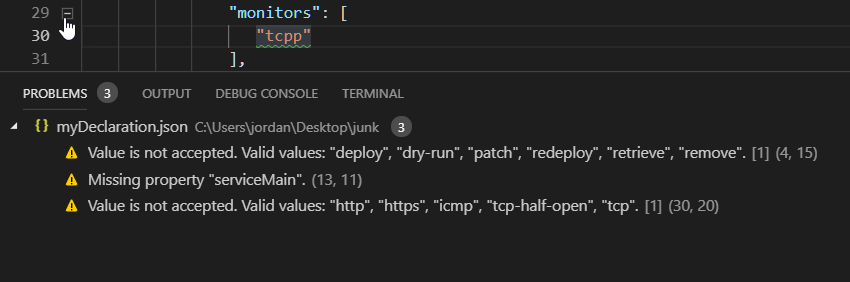 29 "monitors": [
30 "tcpp"
31 ],
PROBLEMS 3 OUTPUT DEBUG CONSOLE TERMINAL
{} myDeclaration.json C:\Users\jordan\Desktop\junk 3
Value is not accepted. Valid values: "deploy", "dry-run", "patch", "redeploy", "retrieve", "remove". [1] (4, 15)
Missing property "serviceMain". (13, 11)
Value is not accepted. Valid values: "http", "https", "icmp", "tcp-half-open", "tcp". [1] (30, 20)